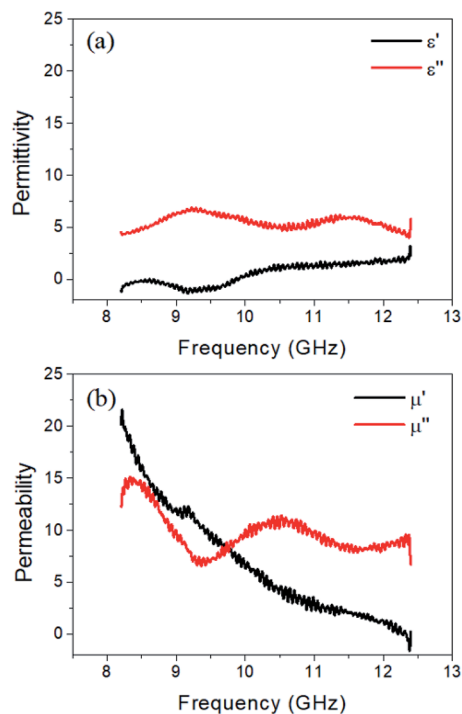 (a)
ε'
ε''
Permittivity
25
20
15
10
5
0
8 9 10 11 12 13
Frequency (GHz)
(b)
μ'
μ''
Permeability
25
20
15
10
5
0
8 9 10 11 12 13
Frequency (GHz)